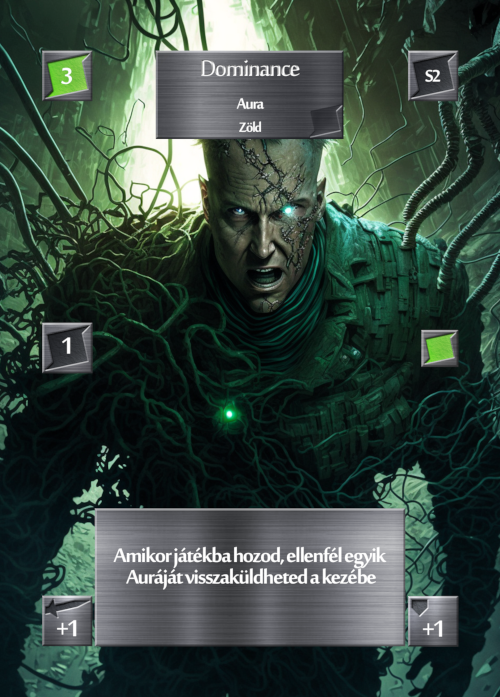 3
Dominance
S2
Aura
Zöld
1
Amikor játékba hozod, ellenfél egyik
Auráját visszaküldheted a kezébe
+1
+1